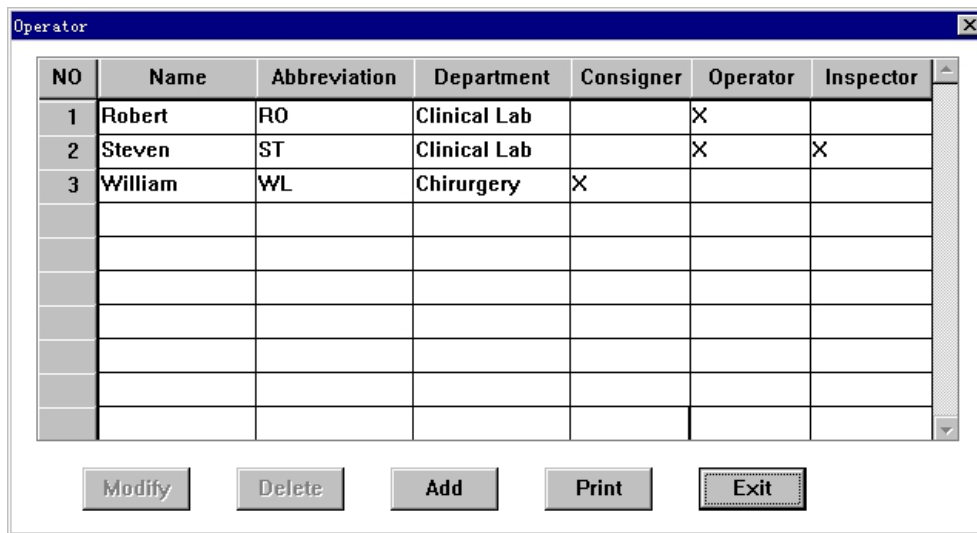 Operator
NO Name Abbreviation Department Consigner Operator Inspector
1 Robert RO Clinical Lab X
2 Steven ST Clinical Lab X X
3 William WL Chirurgery X
Modify Delete Add Print Exit